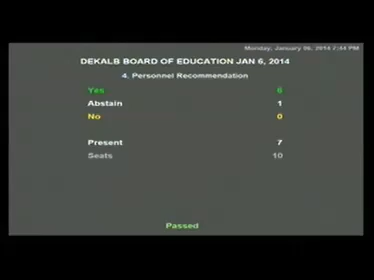 Monday, January 06, 2014 7:44 PM
DEKALB BOARD OF EDUCATION JAN 6, 2014
4. Personnel Recommendation
Yes 6
Abstain 1
No 0
Present 7
Seats 10
Passed